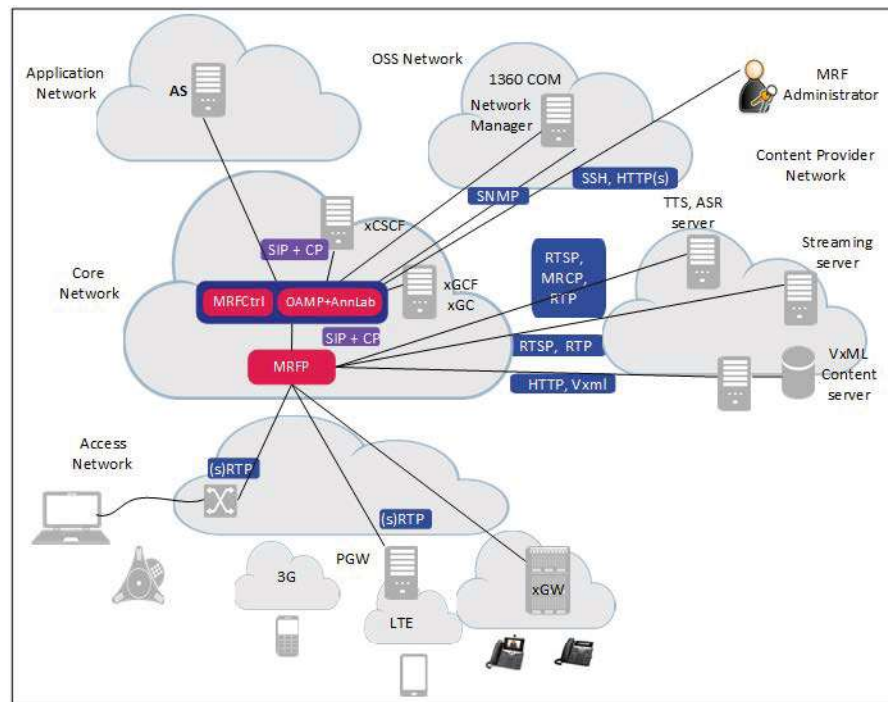 Application
Network
AS
OSS Network
1360 COM
Network
Manager
MRF
Administrator
Content Provider
Network
SSH, HTTP(s)
SNMP
TTS, ASR
server
xCSCF
SIP + CP
Streaming
server
Core
Network
RTSP,
MRCP,
RTP
xGCF
xGC
MRFCtrl
OAMP+AnnLab
SIP + CP
RTSP, RTP
MRFP
HTTP, Vxml
VxML
Content
server
Access
Network
(s)RTP
(s)RTP
PGW
3G
xGW
LTE